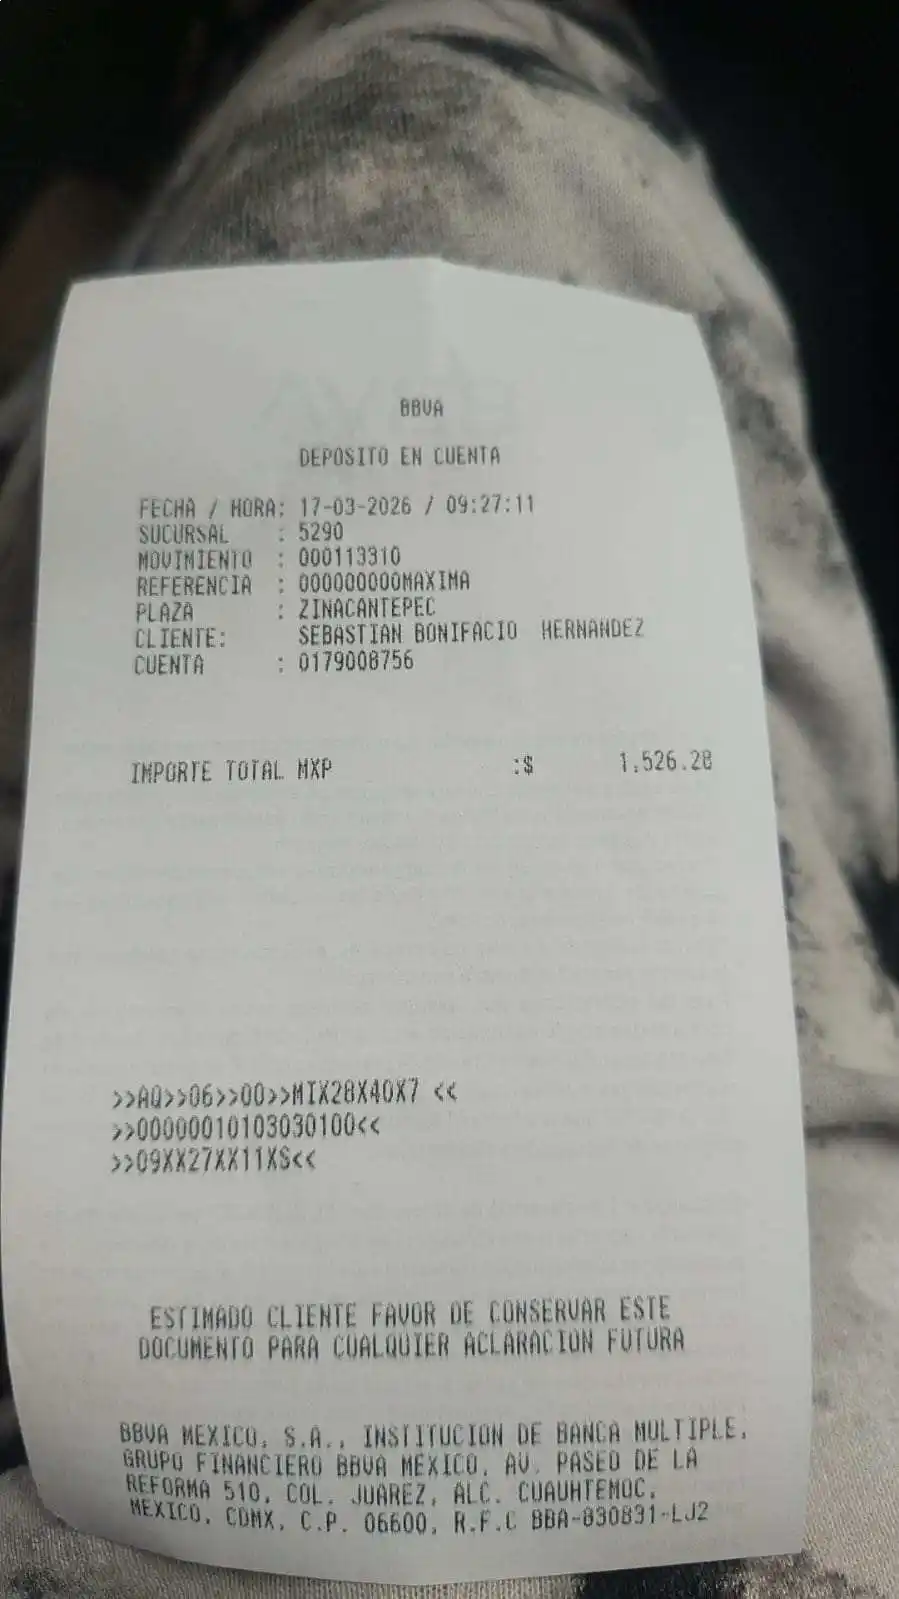 BBVA
DEPOSITO EN CUENTA
FECHA / HORA: 17-03-2026 / 09:27:11
SUCURSAL : 5290
MOVIMIENTO : 000113310
REFERENCIA : 000000000MAXIMA
PLAZA : ZINACANTEPEC
CLIENTE: SEBASTIAN BONIFACIO HERNANDEZ
CUENTA : 0179008756
IMPORTE TOTAL MXP :$ 1,526.28
>>AQ>>06>>00>>MIX28X40X7 <<
>>00000010103030100<<
>>09XX27XX11XS<<
ESTIMADO CLIENTE FAVOR DE CONSERVAR ESTE
DOCUMENTO PARA CUALQUIER ACLARACION FUTURA
BBVA MEXICO, S.A., INSTITUCION DE BANCA MULTIPLE,
GRUPO FINANCIERO BBVA MEXICO, AV. PASEO DE LA
REFORMA 510, COL. JUAREZ, ALC. CUAUHTEMOC,
MEXICO, CDMX, C.P. 06600, R.F.C BBA-830831-LJ2